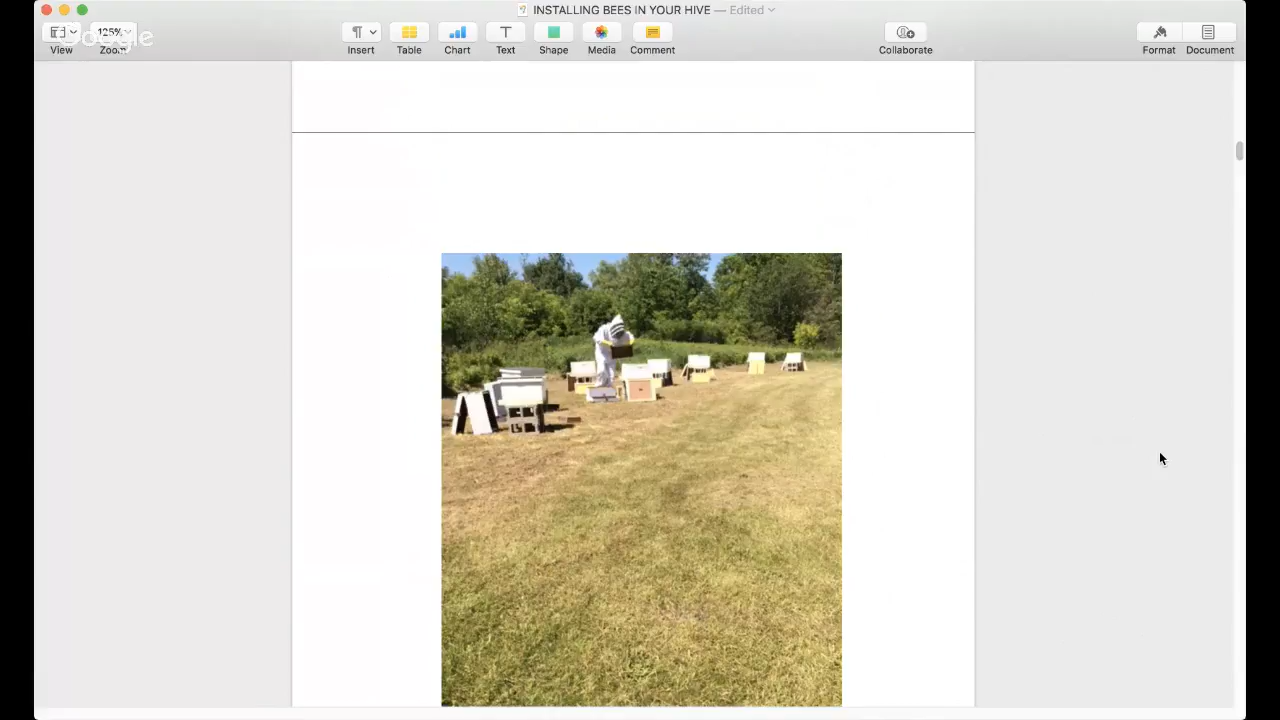 INSTALLING BEES IN YOUR HIVE — Edited
125%
Google
View
Zoom
Insert
Table
Chart
Text
Shape
Media
Comment
Collaborate
Format
Document